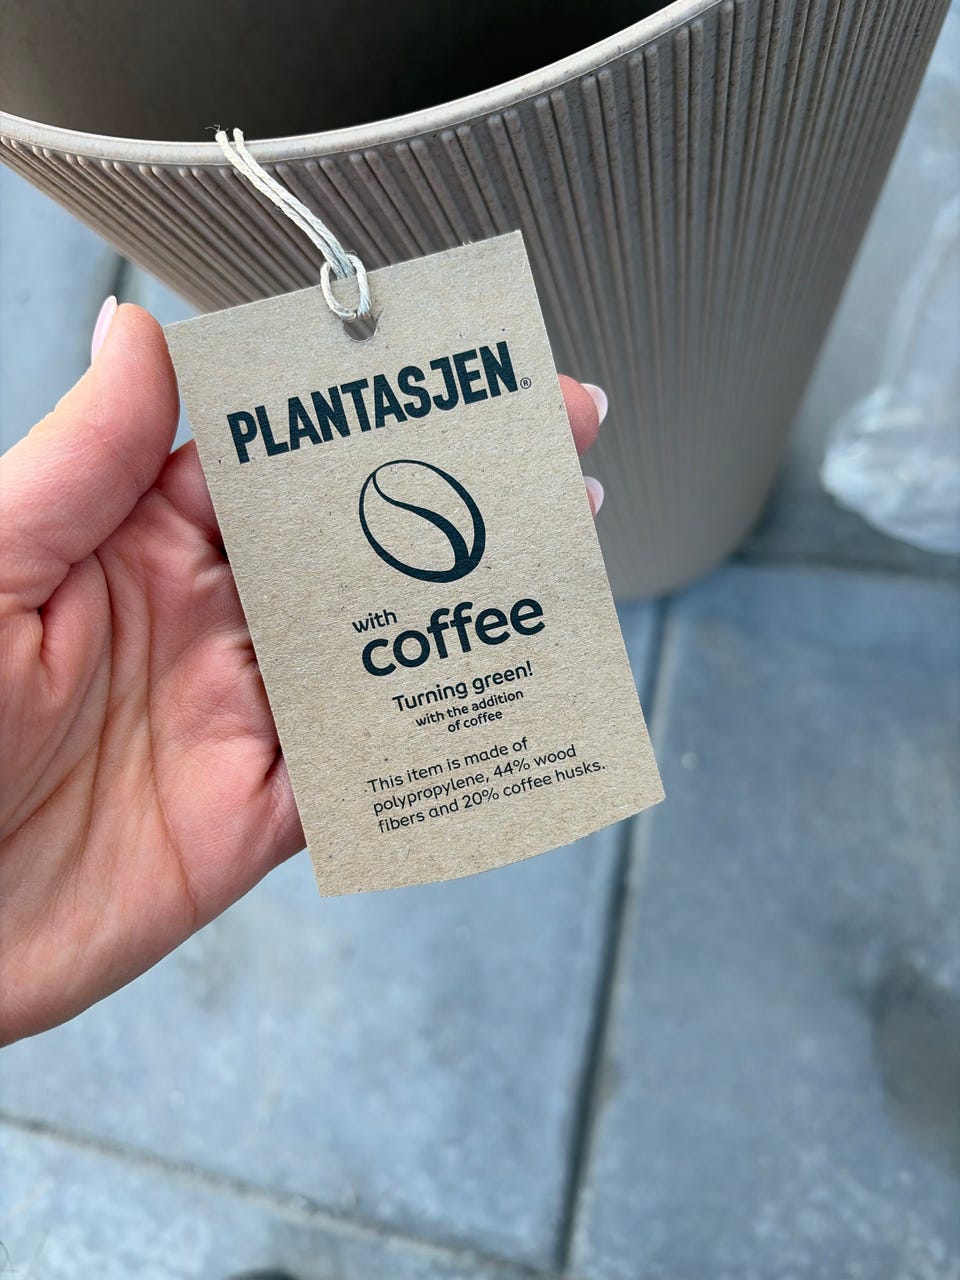 PLANTASJEN®
with
coffee
Turning green!
with the addition
of coffee
This item is made of
polypropylene, 44% wood
fibers and 20% coffee husks.